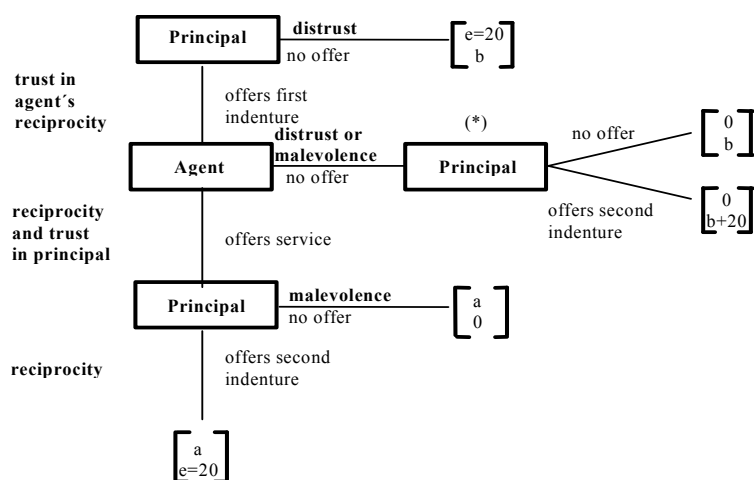 Principal
distrust
no offer
e=20
b
trust in
agent´s
reciprocity
offers first
indenture
(*)
no offer
0
b
distrust or
malevolence
no offer
Agent
Principal
offers second
indenture
0
b+20
reciprocity
and trust
in principal
offers service
Principal
malevolence
no offer
a
0
reciprocity
offers second
indenture
a
e=20